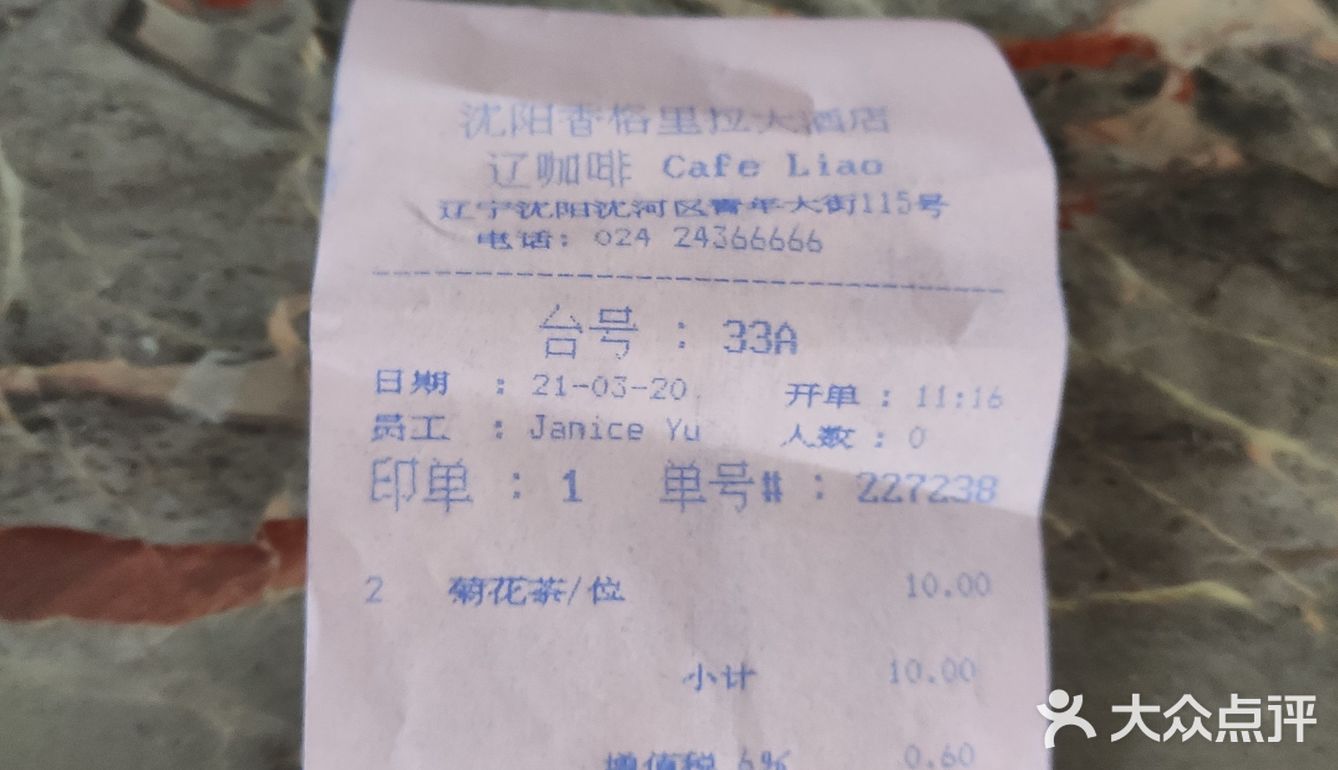 沈阳香格里拉大酒店
辽咖啡 Cafe Liao
辽宁沈阳沈河区青年大街115号
电话: 024 24366666
台号 : 33A
日期 : 21-03-20 开单 : 11:16
员工 : Janice Yu 人数 : 0
印单 : 1 单号# : 227238
2 菊花茶/位 10.00
小计 10.00
增值税 6% 0.60
大众点评